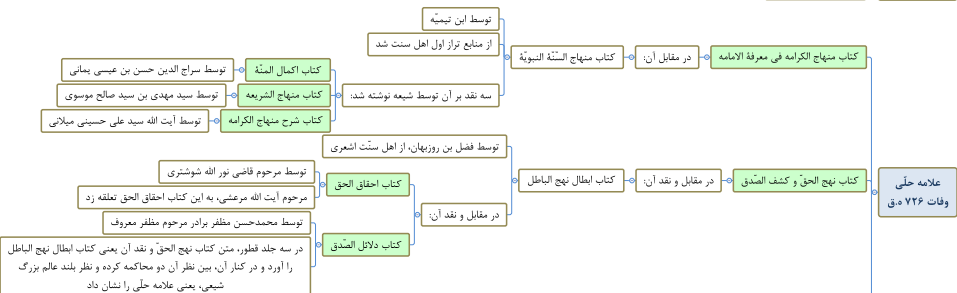 علامه حلّی
وفات ۷۲۶ ه.ق
کتاب منهاج الکرامه فی معرفة الامامه
در مقابل آن:
کتاب منهاج السّنّة النبویّة
توسط ابن تیمیّه
از منابع تراز اول اهل سنت شد
سه نقد بر آن توسط شیعه نوشته شد:
کتاب اکمال المنّة
توسط سراج الدین حسن بن عیسی یمانی
کتاب منهاج الشریعه
توسط سید مهدی بن سید صالح موسوی
کتاب شرح منهاج الکرامه
توسط آیت الله سید علی حسینی میلانی
کتاب نهج الحقّ و کشف الصّدق
در مقابل و نقد آن:
کتاب ابطال نهج الباطل
توسط فضل بن روزبهان، از اهل سنّت اشعری
در مقابل و نقد آن:
کتاب احقاق الحق
توسط مرحوم قاضی نور الله شوشتری
مرحوم آیت الله مرعشی، به این کتاب احقاق الحق تعلقه زد
کتاب دلائل الصّدق
توسط محمدحسن مظفر برادر مرحوم مظفر معروف
در سه جلد قطور، متن کتاب نهج الحقّ و نقد آن یعنی کتاب ابطال نهج الباطل
را آورد و در کنار آن، بین نظر آن دو محاکمه کرده و نظر بلند عالم بزرگ
شیعی، یعنی علامه حلّی را نشان داد